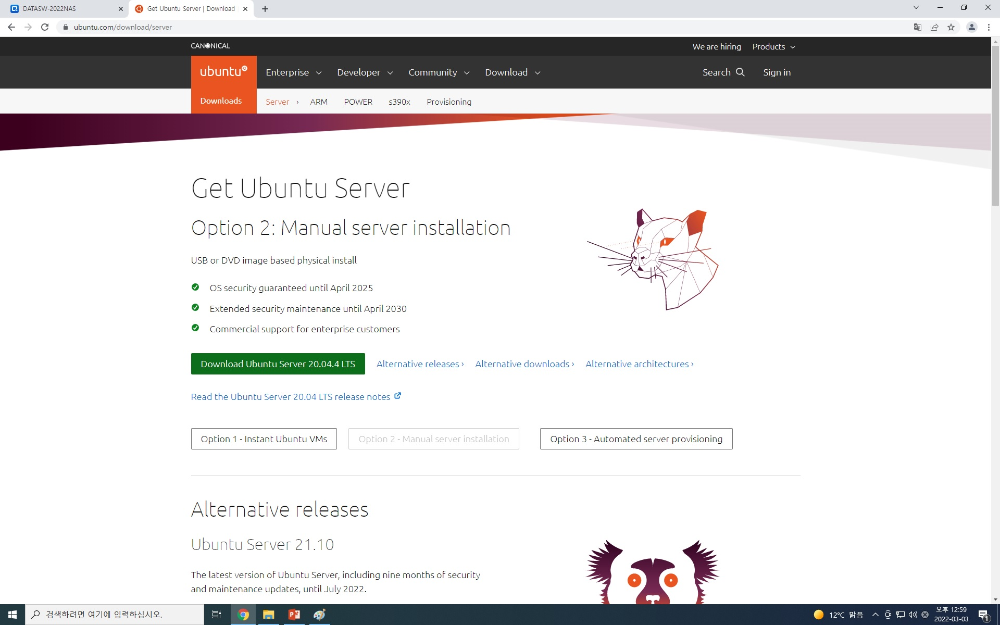 DATASW-2022NAS
Get Ubuntu Server | Download
ubuntu.com/download/server
CANONICAL
We are hiring
Products
ubuntu
Enterprise
Developer
Community
Download
Search
Sign in
Downloads
Server ›
ARM
POWER
s390x
Provisioning
Get Ubuntu Server
Option 2: Manual server installation
USB or DVD image based physical install
OS security guaranteed until April 2025
Extended security maintenance until April 2030
Commercial support for enterprise customers
Download Ubuntu Server 20.04.4 LTS
Alternative releases ›
Alternative downloads ›
Alternative architectures ›
Read the Ubuntu Server 20.04 LTS release notes
Option 1 - Instant Ubuntu VMs
Option 2 - Manual server installation
Option 3 - Automated server provisioning
Alternative releases
Ubuntu Server 21.10
The latest version of Ubuntu Server, including nine months of security
and maintenance updates, until July 2022.
검색하려면 여기에 입력하십시오.
12°C 맑음
오후 12:59
2022-03-03
1